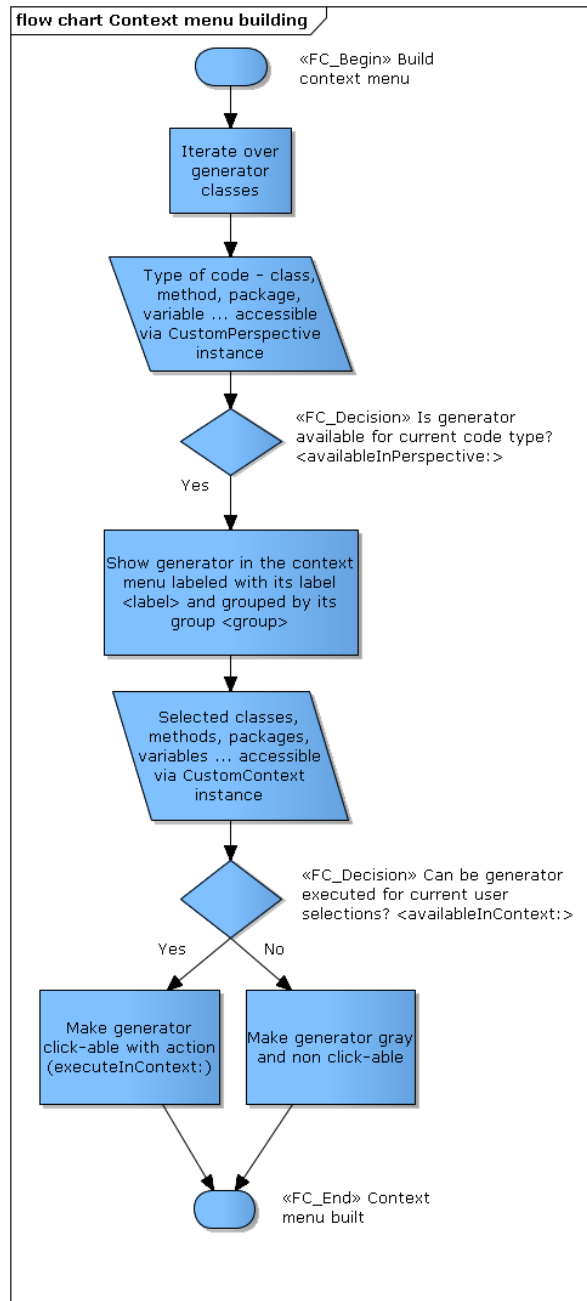 flow chart Context menu building
«FC_Begin» Build
context menu
Iterate over
generator
classes
Type of code - class,
method, package,
variable ... accessible
via CustomPerspective
instance
«FC_Decision» Is generator
available for current code type?
<availableInPerspective:>
Yes
Show generator in the context
menu labeled with its label
<label> and grouped by its
group <group>
Selected classes,
methods, packages,
variables ... accessible
via CustomContext
instance
«FC_Decision» Can be generator
executed for current user
selections? <availableInContext:>
Yes
No
Make generator
click-able with action
(executeInContext:)
Make generator gray
and non click-able
«FC_End» Context
menu built